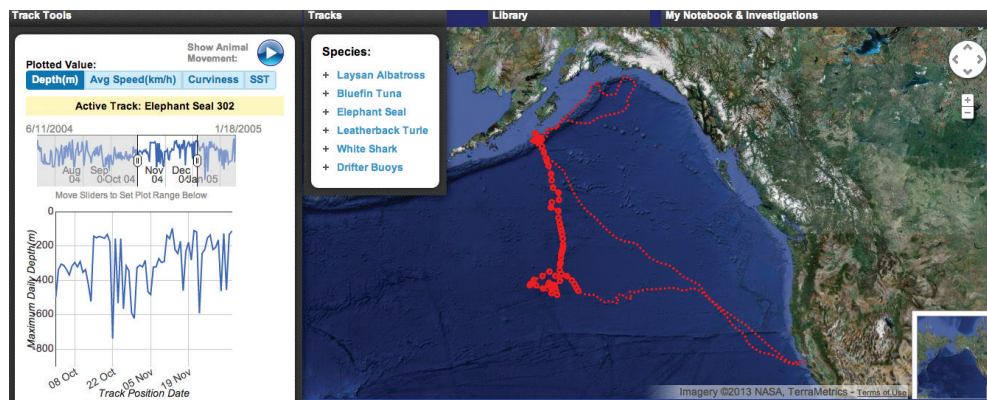 Track Tools
Tracks
Library
My Notebook & Investigations
Show Animal
Movement:
Plotted Value:
Depth(m)
Avg Speed(km/h)
Curviness
SST
Active Track: Elephant Seal 302
6/11/2004
1/18/2005
Aug
04
Sep
04
Oct 04
Nov
04
Dec
04
Jan 05
Move Sliders to Set Plot Range Below
0
-200
-400
-600
-800
Maximum Daily Depth(m)
08 Oct
22 Oct
05 Nov
19 Nov
Track Position Date
Species:
+ Laysan Albatross
+ Bluefin Tuna
+ Elephant Seal
+ Leatherback Turle
+ White Shark
+ Drifter Buoys
+
−
Imagery ©2013 NASA, TerraMetrics - Terms of Use